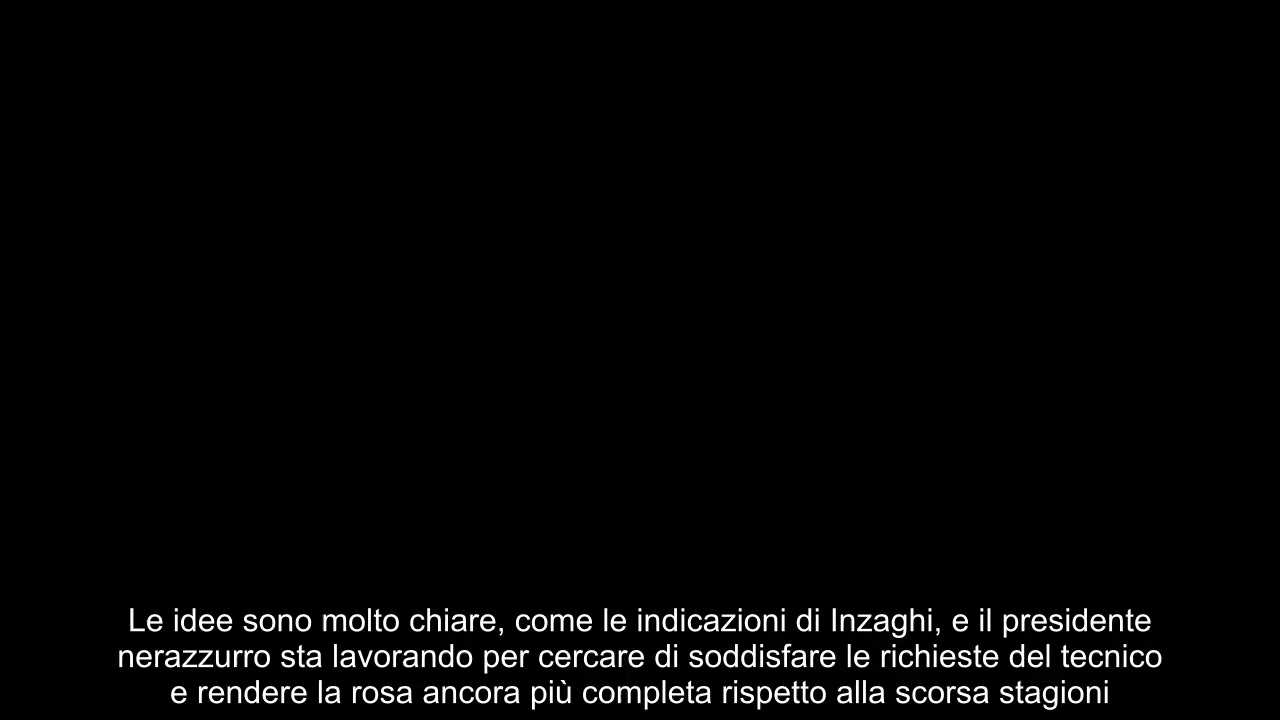 Le idee sono molto chiare, come le indicazioni di Inzaghi, e il presidente
nerazzurro sta lavorando per cercare di soddisfare le richieste del tecnico
e rendere la rosa ancora più completa rispetto alla scorsa stagioni